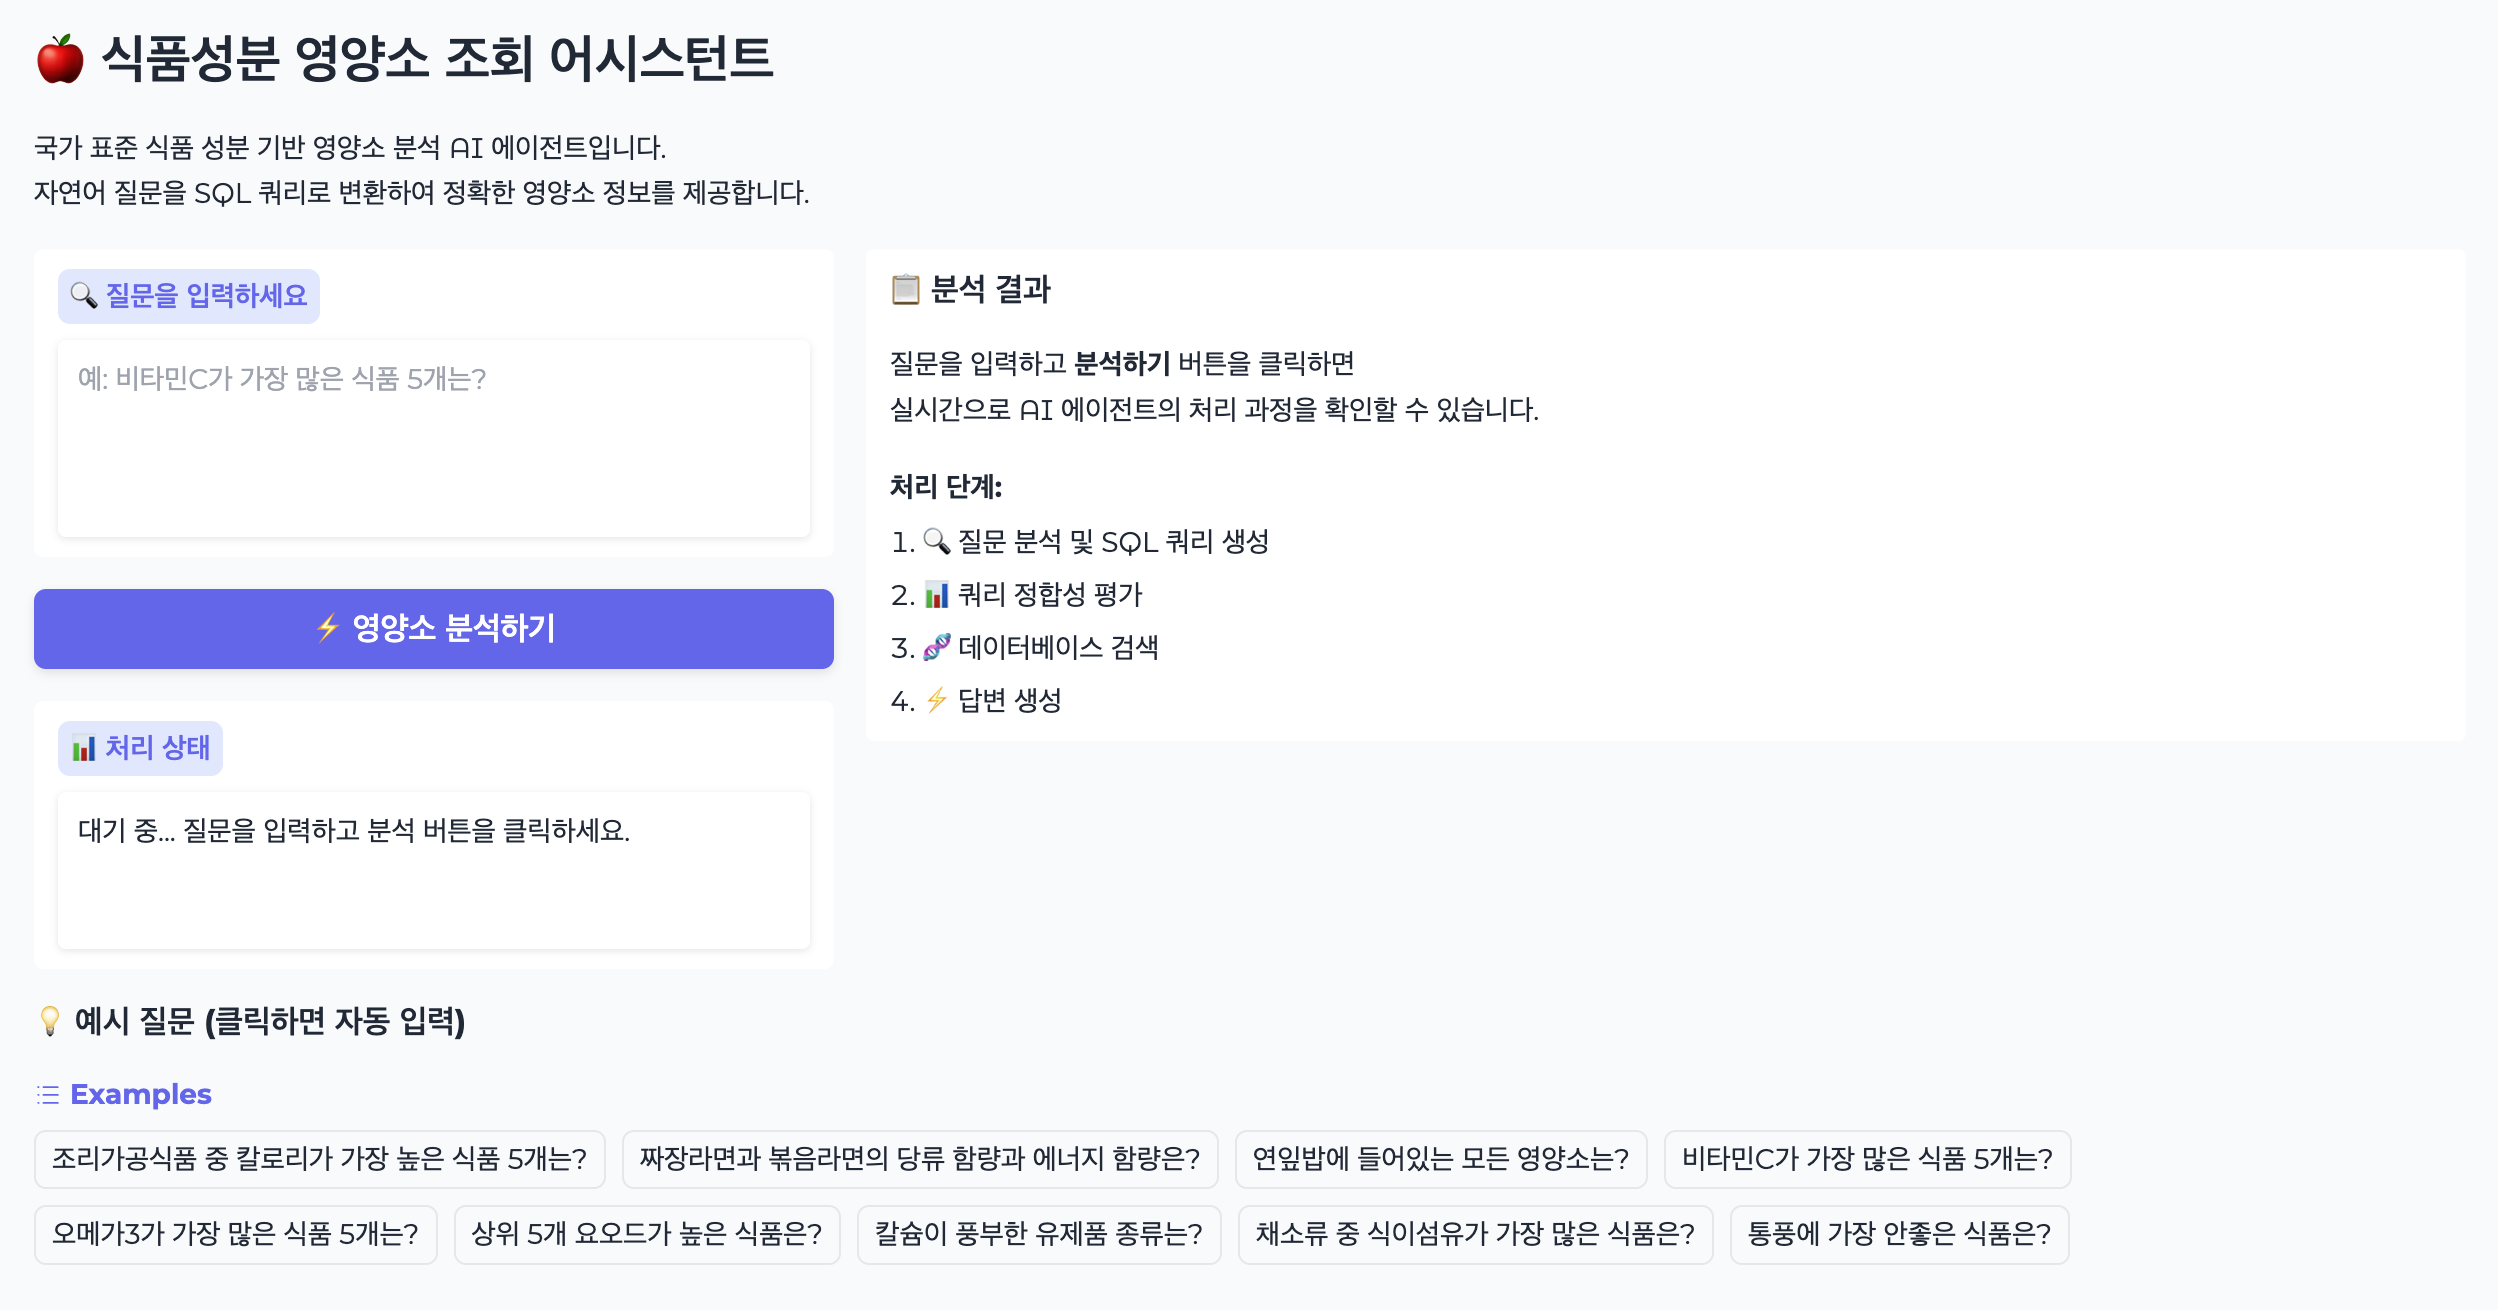 🍎 식품성분 영양소 조회 어시스턴트
국가 표준 식품 성분 기반 영양소 분석 AI 에이전트입니다.
자연어 질문을 SQL 쿼리로 변환하여 정확한 영양소 정보를 제공합니다.
🔍 질문을 입력하세요
예: 비타민C가 가장 많은 식품 5개는?
⚡ 영양소 분석하기
📊 처리 상태
대기 중... 질문을 입력하고 분석 버튼을 클릭하세요.
📋 분석 결과
질문을 입력하고 분석하기 버튼을 클릭하면
실시간으로 AI 에이전트의 처리 과정을 확인할 수 있습니다.
처리 단계:
1. 🔍 질문 분석 및 SQL 쿼리 생성
2. 📊 쿼리 정합성 평가
3. 🧬 데이터베이스 검색
4. ⚡ 답변 생성
💡 예시 질문 (클릭하면 자동 입력)
Examples
조리가공식품 중 칼로리가 가장 높은 식품 5개는?
짜장라면과 볶음라면의 당류 함량과 에너지 함량은?
연잎밥에 들어있는 모든 영양소는?
비타민C가 가장 많은 식품 5개는?
오메가3가 가장 많은 식품 5개는?
상위 5개 요오드가 높은 식품은?
칼슘이 풍부한 유제품 종류는?
채소류 중 식이섬유가 가장 많은 식품은?
통풍에 가장 안좋은 식품은?